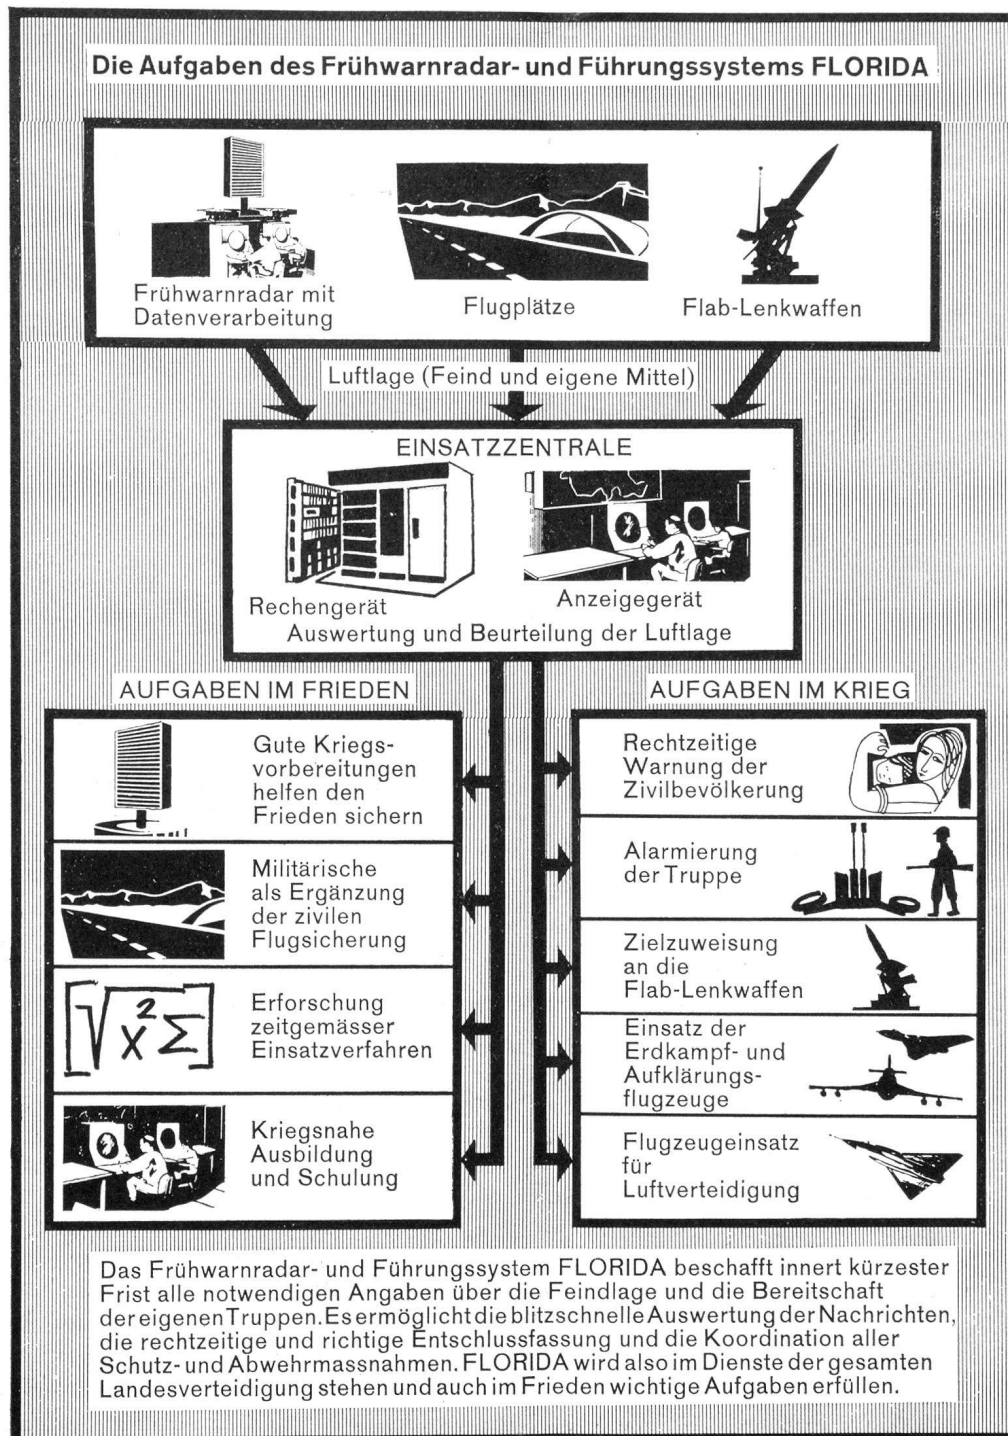 Die Aufgaben des Frühwarnradar- und Führungssystems FLORIDA
Frühwarnradar mit
Datenverarbeitung
Flugplätze
Flab-Lenkwaffen
Luftlage (Feind und eigene Mittel)
EINSATZZENTRALE
Rechengerät
Anzeigegerät
Auswertung und Beurteilung der Luftlage
AUFGABEN IM FRIEDEN
Gute Kriegs-
vorbereitungen
helfen den
Frieden sichern
Militärische
als Ergänzung
der zivilen
Flugsicherung
[√x²Σ]
Erforschung
zeitgemässer
Einsatzverfahren
Kriegsnahe
Ausbildung
und Schulung
AUFGABEN IM KRIEG
Rechtzeitige
Warnung der
Zivilbevölkerung
Alarmierung
der Truppe
Zielzuweisung
an die
Flab-Lenkwaffen
Einsatz der
Erdkampf- und
Aufklärungs-
flugzeuge
Flugzeugeinsatz
für
Luftverteidigung
Das Frühwarnradar- und Führungssystem FLORIDA beschafft innert kürzester
Frist alle notwendigen Angaben über die Feindlage und die Bereitschaft
der eigenen Truppen. Es ermöglicht die blitzschnelle Auswertung der Nachrichten,
die rechtzeitige und richtige Entschlussfassung und die Koordination aller
Schutz- und Abwehrmassnahmen. FLORIDA wird also im Dienste der gesamten
Landesverteidigung stehen und auch im Frieden wichtige Aufgaben erfüllen.